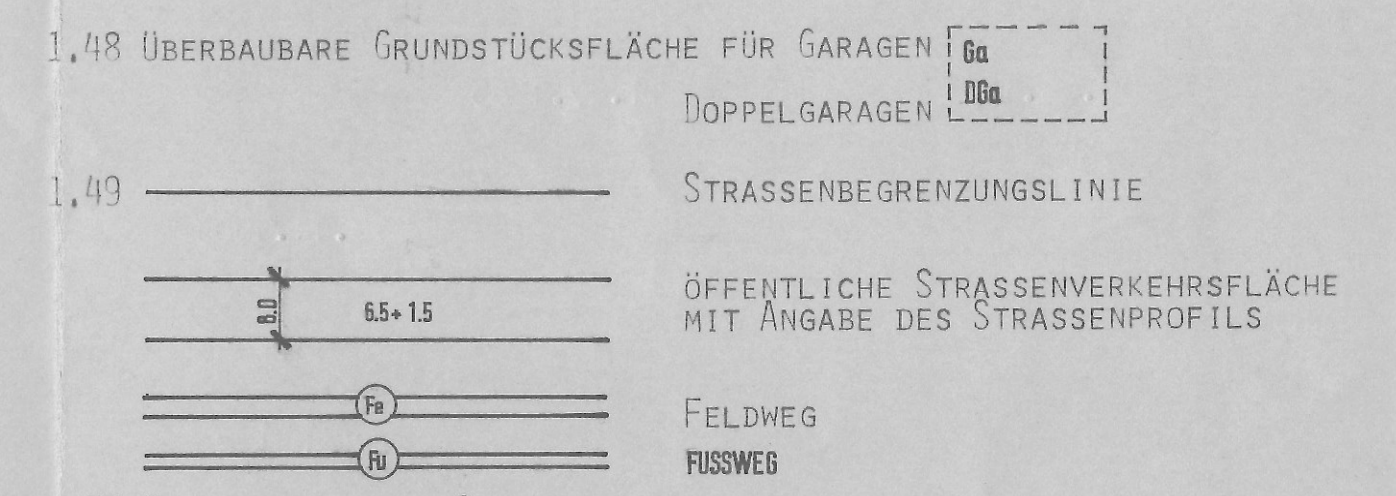 1.48 ÜBERBAUBARE GRUNDSTÜCKSFLÄCHE FÜR GARAGEN Ga
DOPPELGARAGEN DGa
1.49 STRASSENBEGRENZUNGSLINIE
8.0 6.5+ 1.5 ÖFFENTLICHE STRASSENVERKEHRSFLÄCHE
MIT ANGABE DES STRASSENPROFILS
Fe FELDWEG
Fu FUSSWEG